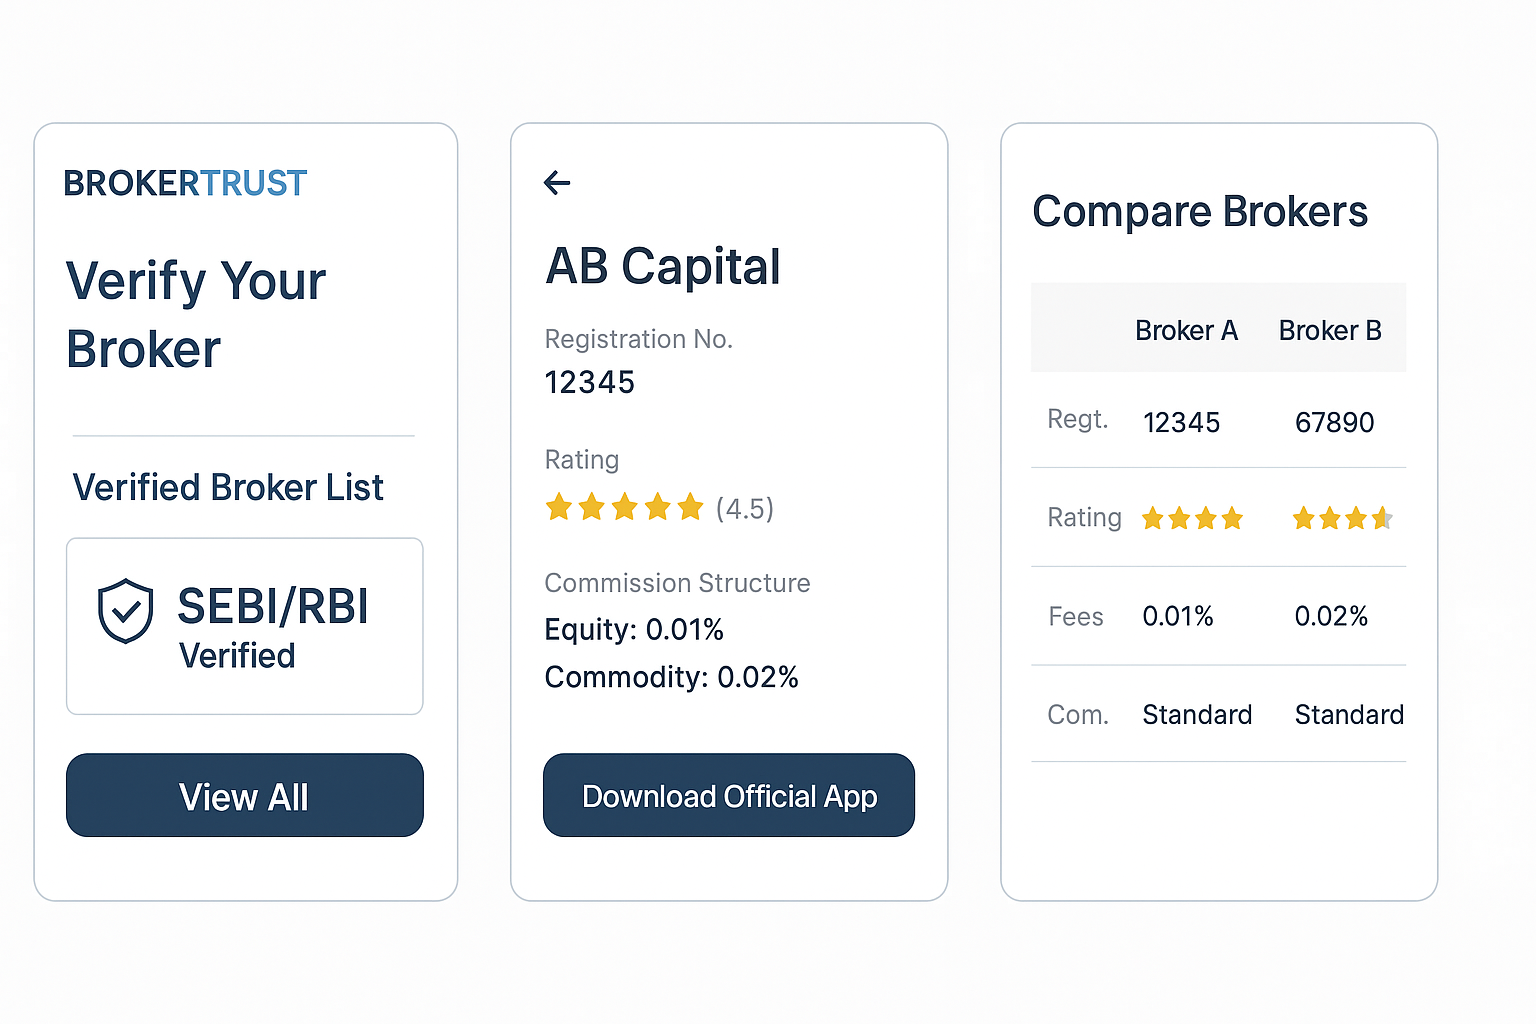 BROKERTRUST
Verify Your
Broker
Verified Broker List
SEBI/RBI
Verified
View All
AB Capital
Registration No.
12345
Rating
(4.5)
Commission Structure
Equity: 0.01%
Commodity: 0.02%
Download Official App
Compare Brokers
Broker A Broker B
Regt. 12345 67890
Rating
Fees 0.01% 0.02%
Com. Standard Standard